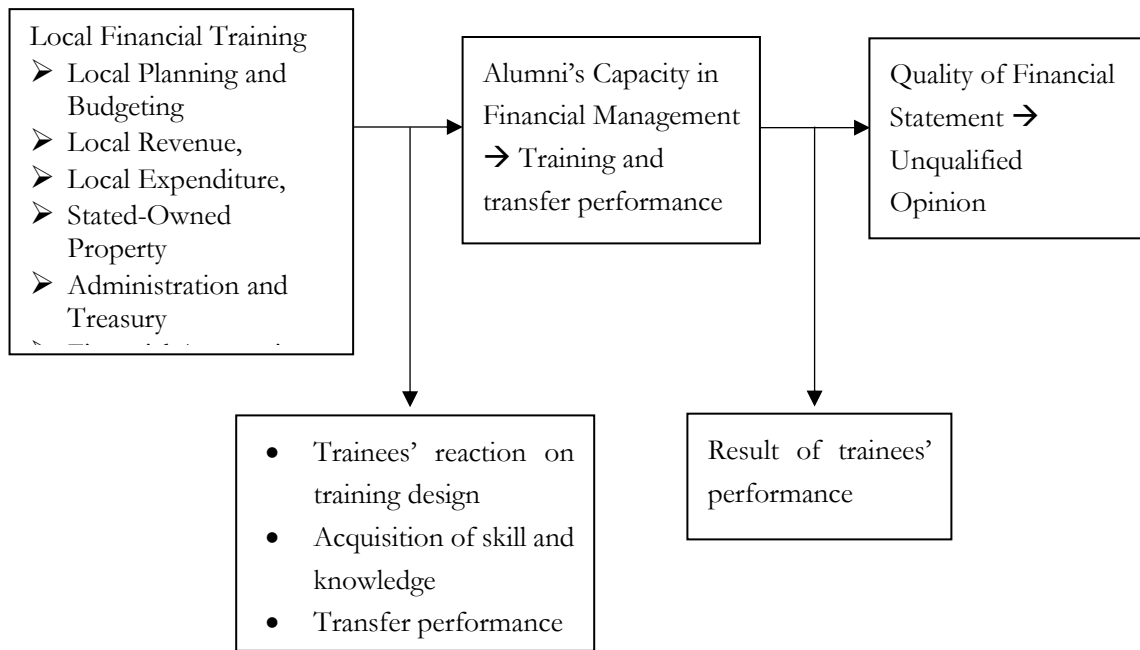 Local Financial Training
➢ Local Planning and
Budgeting
➢ Local Revenue,
➢ Local Expenditure,
➢ Stated-Owned
Property
➢ Administration and
Treasury
Alumni’s Capacity in
Financial Management
→ Training and
transfer performance
Quality of Financial
Statement →
Unqualified
Opinion
• Trainees’ reaction on
training design
• Acquisition of skill and
knowledge
• Transfer performance
Result of trainees’
performance